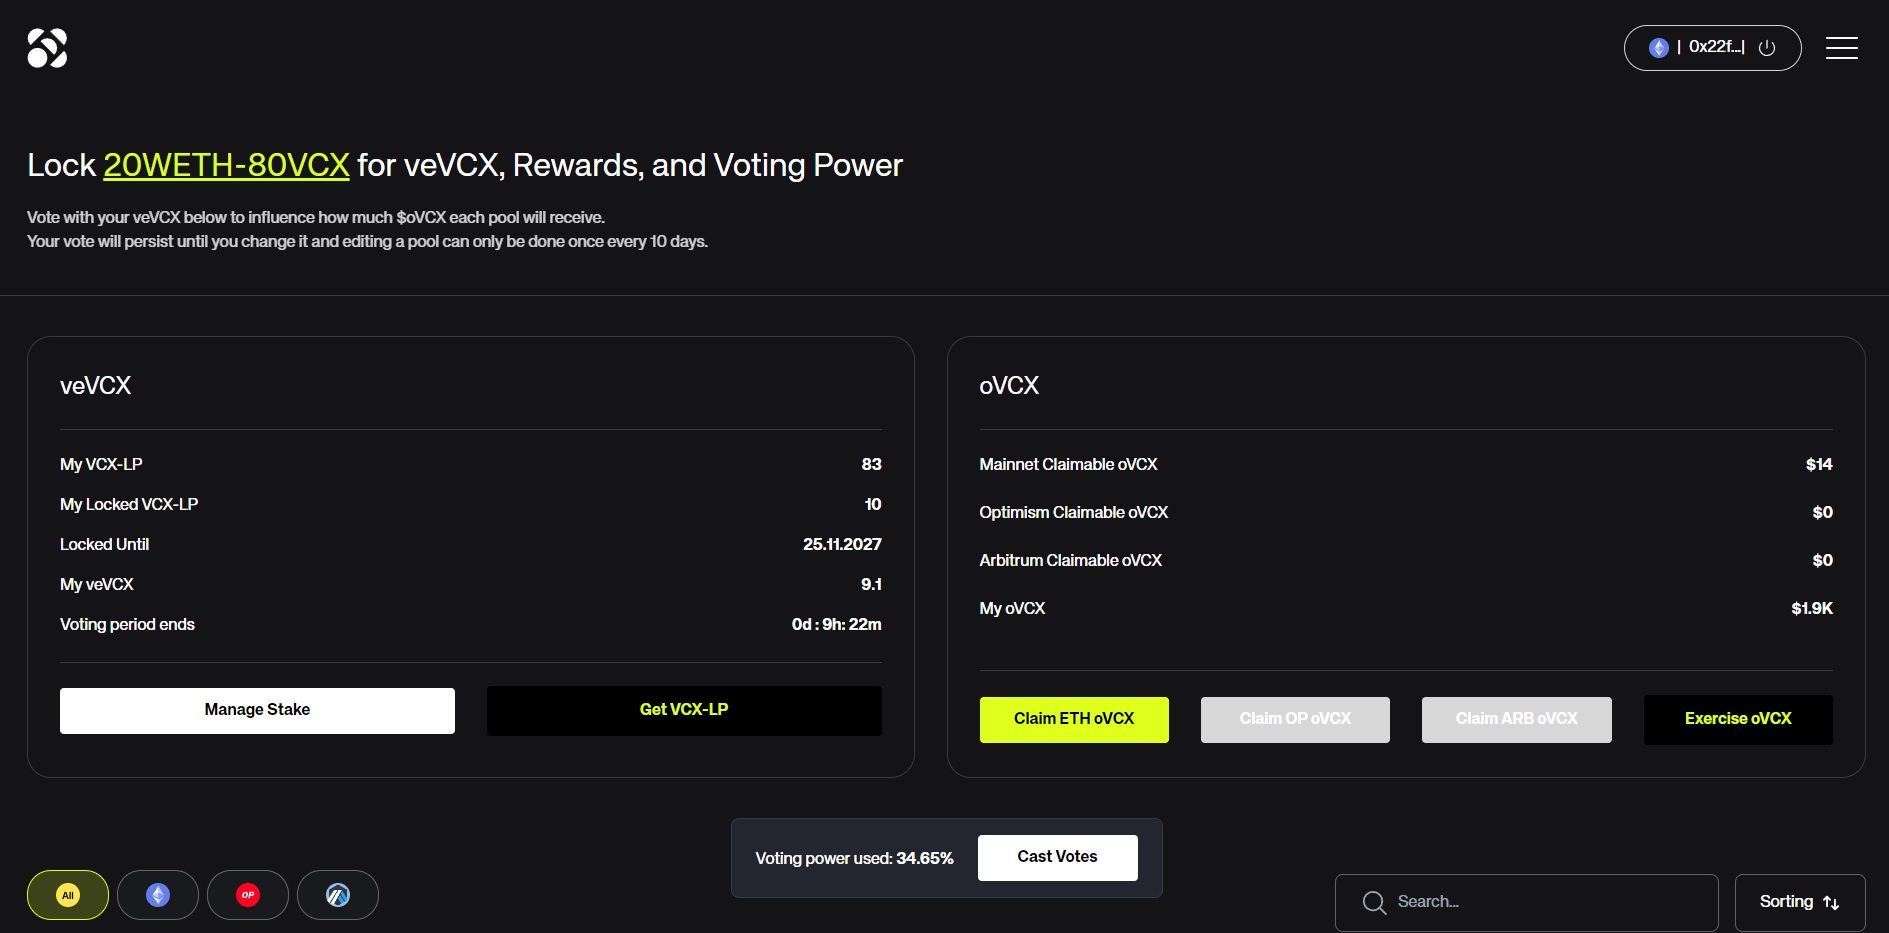 0x22f...|
Lock 20WETH-80VCX for veVCX, Rewards, and Voting Power
Vote with your veVCX below to influence how much $oVCX each pool will receive.
Your vote will persist until you change it and editing a pool can only be done once every 10 days.
veVCX
My VCX-LP 83
My Locked VCX-LP 10
Locked Until 25.11.2027
My veVCX 9.1
Voting period ends 0d : 9h: 22m
Manage Stake Get VCX-LP
oVCX
Mainnet Claimable oVCX $14
Optimism Claimable oVCX $0
Arbitrum Claimable oVCX $0
My oVCX $1.9K
Claim ETH oVCX Claim OP oVCX Claim ARB oVCX Exercise oVCX
Voting power used: 34.65% Cast Votes
All OP
Search... Sorting